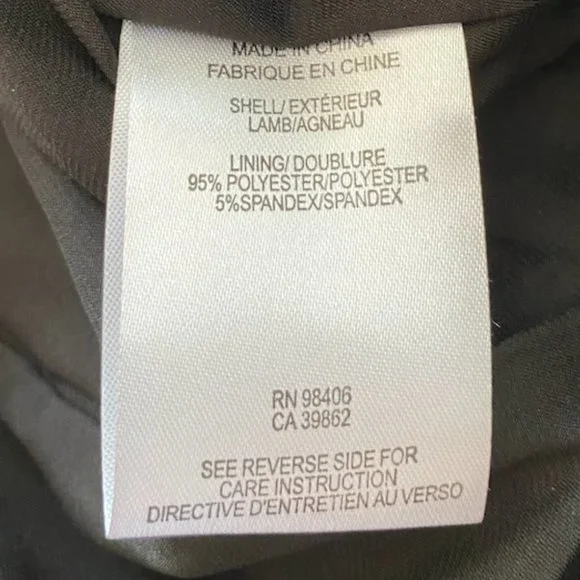 MADE IN CHINA
FABRIQUE EN CHINE
SHELL/EXTÉRIEUR
LAMB/AGNEAU
LINING/DOUBLURE
95% POLYESTER/POLYESTER
5%SPANDEX/SPANDEX
RN 98406
CA 39862
SEE REVERSE SIDE FOR
CARE INSTRUCTION
DIRECTIVE D'ENTRETIEN AU VERSO